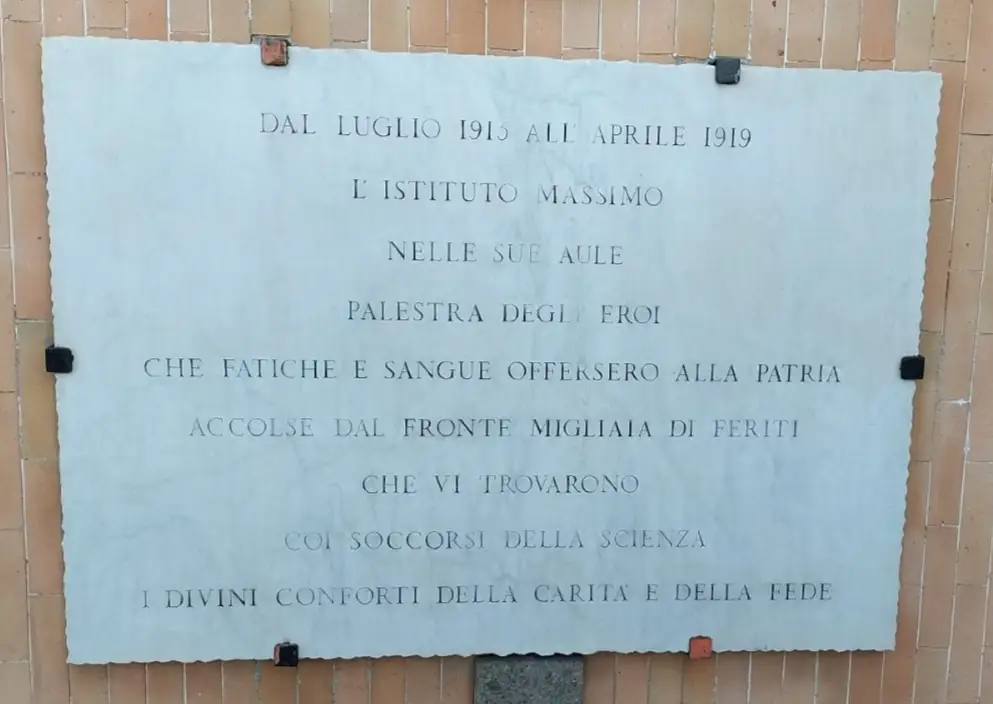 DAL LUGLIO 1915 ALL' APRILE 1919
L' ISTITUTO MASSIMO
NELLE SUE AULE
PALESTRA DEGLI EROI
CHE FATICHE E SANGUE OFFERSERO ALLA PATRIA
ACCOLSE DAL FRONTE MIGLIAIA DI FERITI
CHE VI TROVARONO
COI SOCCORSI DELLA SCIENZA
I DIVINI CONFORTI DELLA CARITA' E DELLA FEDE